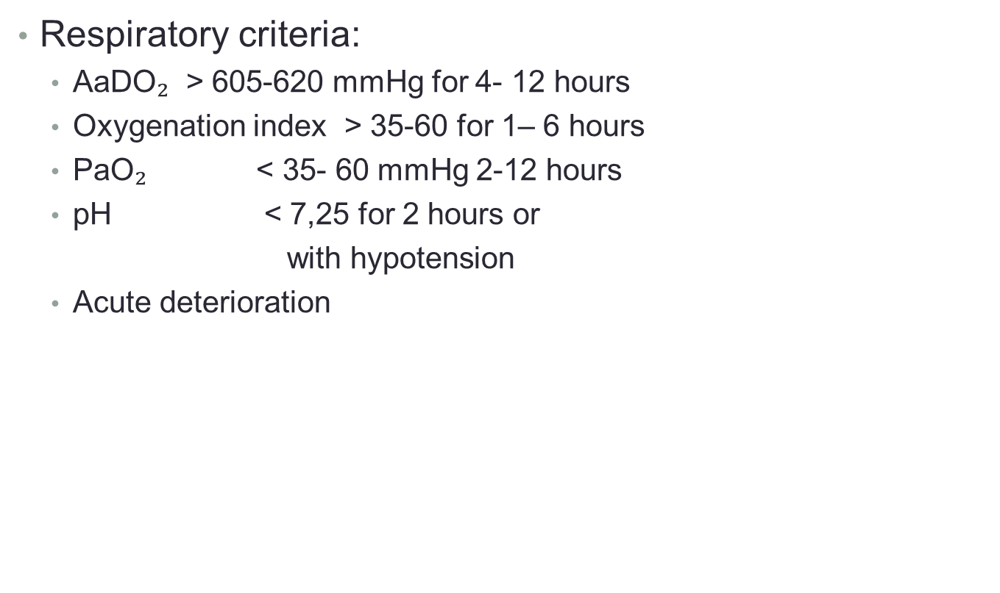 • Respiratory criteria:
• AaDO₂ > 605-620 mmHg for 4- 12 hours
• Oxygenation index > 35-60 for 1– 6 hours
• PaO₂ < 35- 60 mmHg 2-12 hours
• pH < 7,25 for 2 hours or
with hypotension
• Acute deterioration